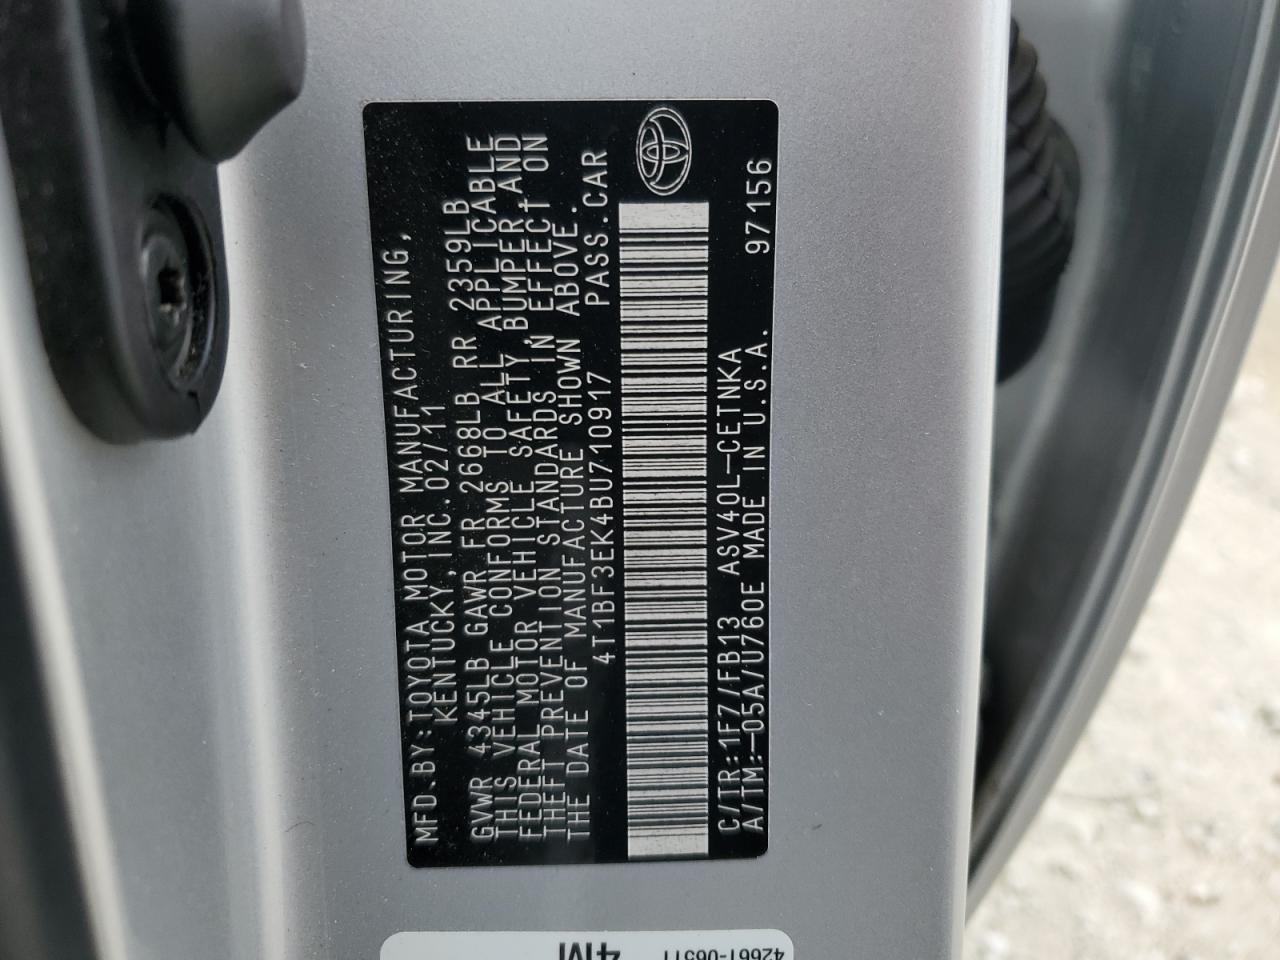 MFD.BY:TOYOTA MOTOR MANUFACTURING,
KENTUCKY,INC.02/11
GVWR 4345LB GAWR FR 2668LB RR 2359LB
THIS VEHICLE CONFORMS TO ALL APPLICABLE
FEDERAL MOTOR VEHICLE SAFETY,BUMPER,AND
THEFT PREVENTION STANDARDS IN EFFECT ON
THE DATE OF MANUFACTURE SHOWN ABOVE.
4T1BF3EK4BU710917 PASS.CAR
C/TR:1F7/FB13 ASV40L-CETNKA
A/TM:-05A/U760E MADE IN U.S.A. 97156
4M
42661-06311